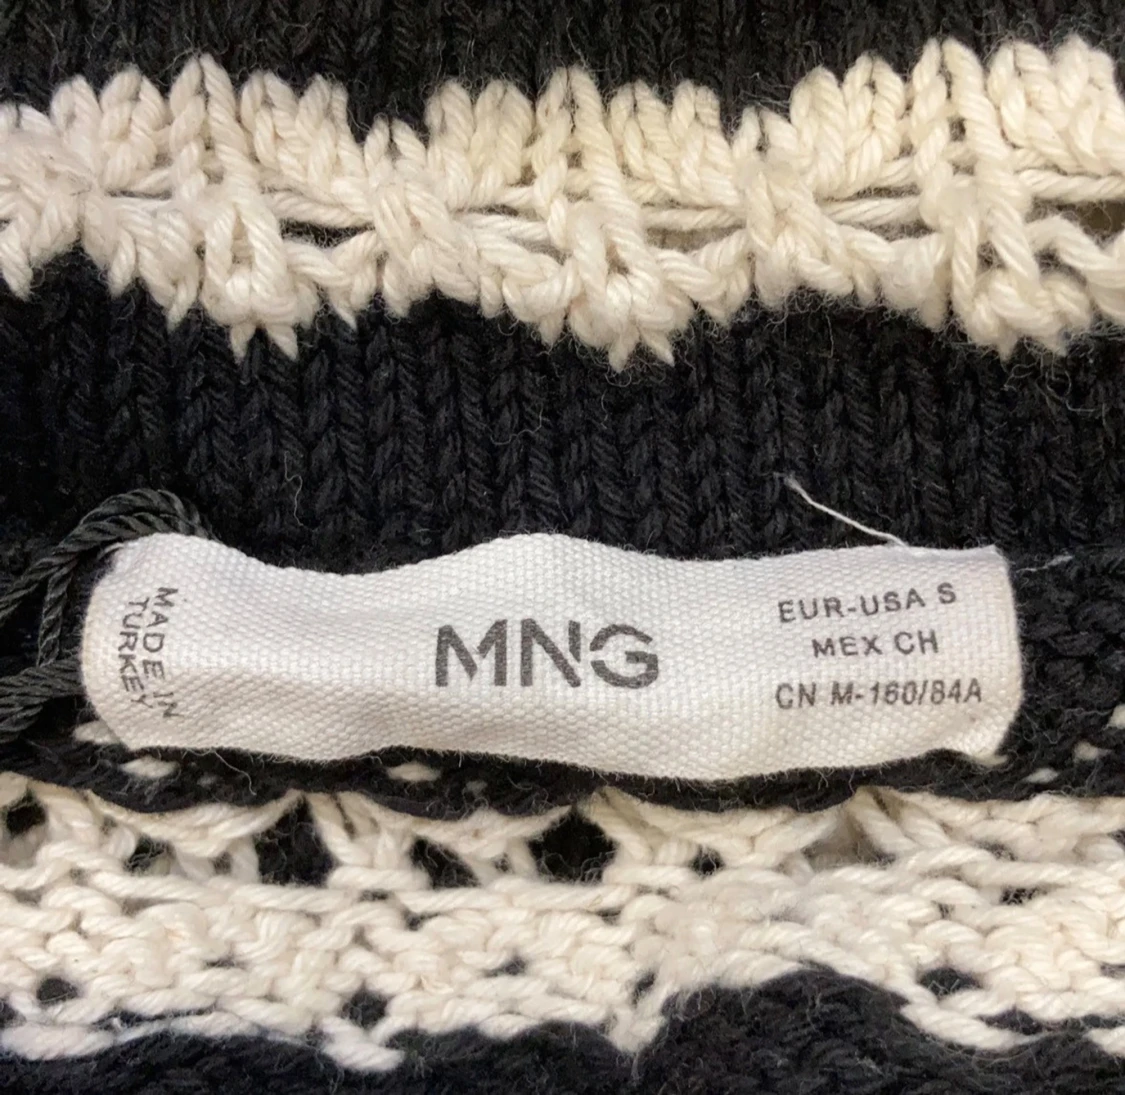 MADE IN
TURKEY
MNG
EUR-USA S
MEX CH
CN M-160/84A